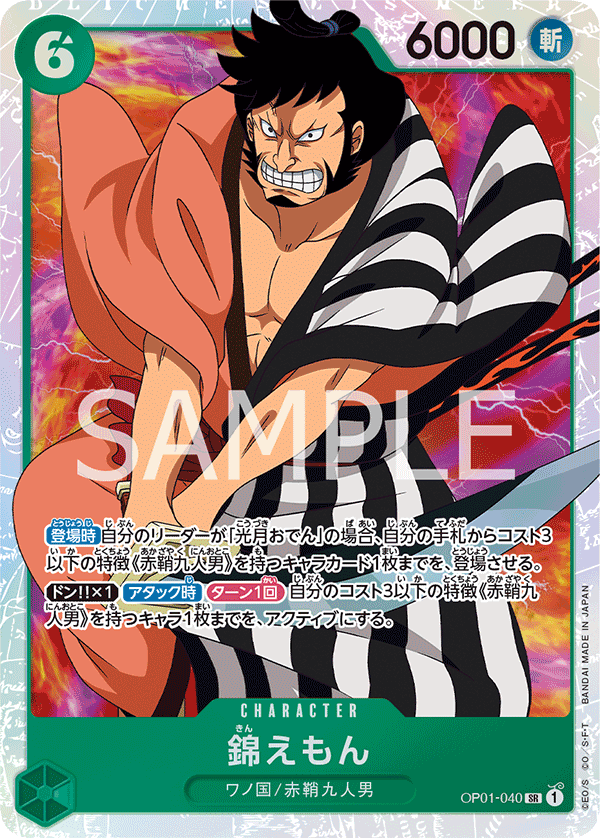 6
6000 斬
SAMPLE
登場時 自分のリーダーが「光月おでん」の場合、自分の手札からコスト3
以下の特徴《赤鞘九人男》を持つキャラカード1枚までを、登場させる。
ドン!!×1 アタック時 ターン1回 自分のコスト3以下の特徴《赤鞘九
人男》を持つキャラ1枚までを、アクティブにする。
CHARACTER
錦えもん
ワノ国/赤鞘九人男
OP01-040 SR 1
©E.O/S ©O/S・F・T BANDAI MADE IN JAPAN